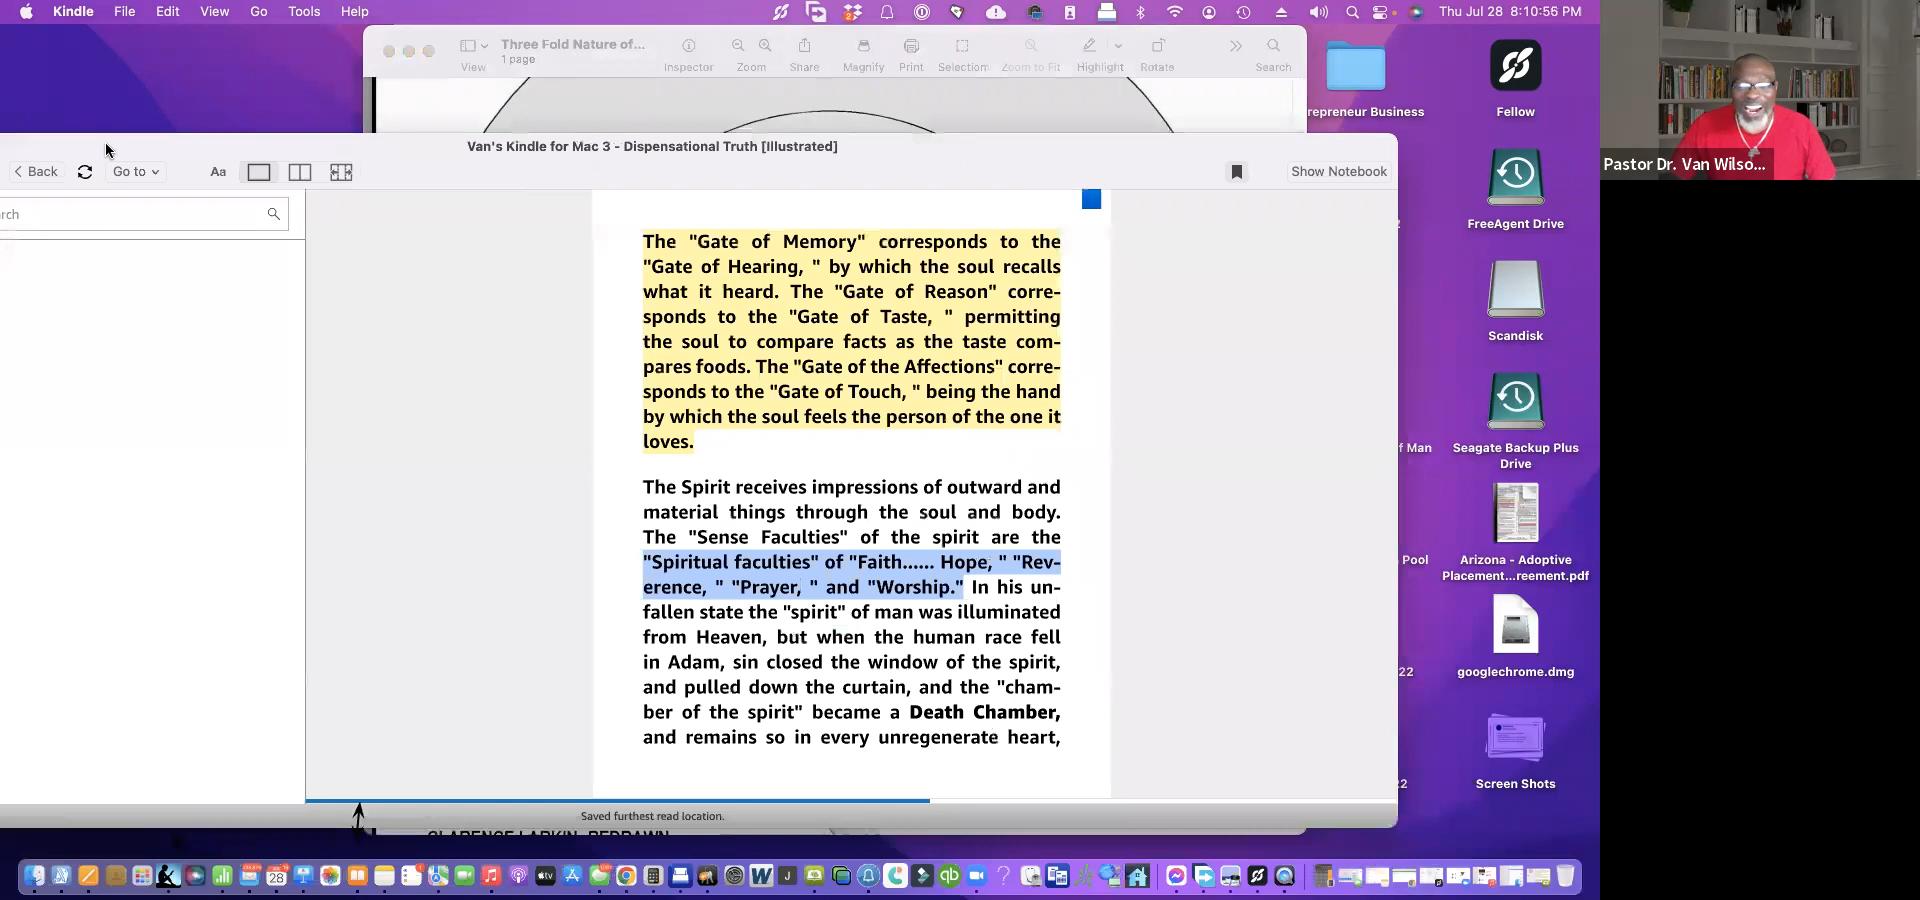 Kindle File Edit View Go Tools Help
Thu Jul 28 8:10:56 PM
Three Fold Nature of...
1 page
View
Inspector
Zoom
Share
Magnify
Print
Selection
Zoom to Fit
Highlight
Rotate
Search
Van's Kindle for Mac 3 - Dispensational Truth [Illustrated]
Back
Go to
Aa
Show Notebook
rch
The "Gate of Memory" corresponds to the
"Gate of Hearing, " by which the soul recalls
what it heard. The "Gate of Reason" corre-
sponds to the "Gate of Taste, " permitting
the soul to compare facts as the taste com-
pares foods. The "Gate of the Affections" corre-
sponds to the "Gate of Touch, " being the hand
by which the soul feels the person of the one it
loves.
The Spirit receives impressions of outward and
material things through the soul and body.
The "Sense Faculties" of the spirit are the
"Spiritual faculties" of "Faith...... Hope, " "Rev-
erence, " "Prayer, " and "Worship." In his un-
fallen state the "spirit" of man was illuminated
from Heaven, but when the human race fell
in Adam, sin closed the window of the spirit,
and pulled down the curtain, and the "cham-
ber of the spirit" became a Death Chamber,
and remains so in every unregenerate heart,
Saved furthest read location.
CLARENCE LARKIN, REDRAWN
repreneur Business
Fellow
FreeAgent Drive
Scandisk
f Man
Seagate Backup Plus
Drive
Pool
Arizona - Adoptive
Placement...reement.pdf
22
googlechrome.dmg
22
Screen Shots
Pastor Dr. Van Wilso...
28